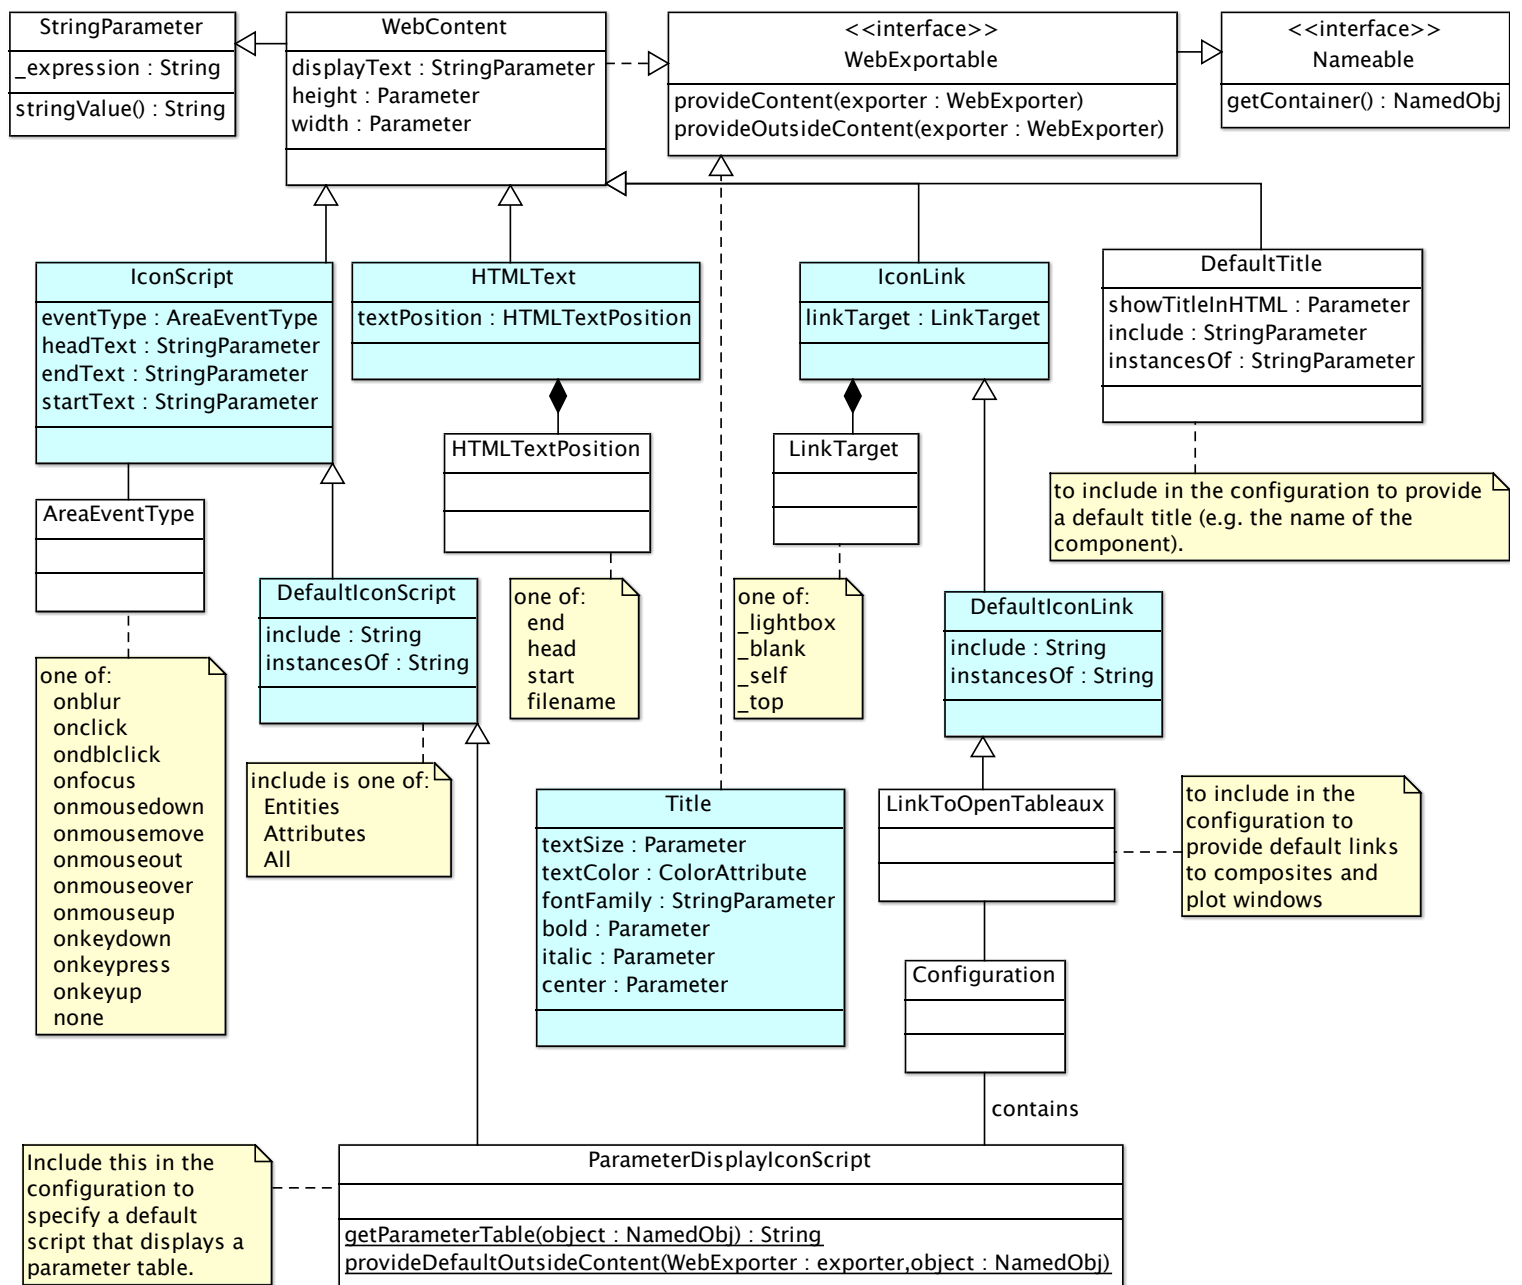 StringParameter
_expression : String
stringValue() : String
WebContent
displayText : StringParameter
height : Parameter
width : Parameter
<<interface>>
WebExportable
provideContent(exporter : WebExporter)
provideOutsideContent(exporter : WebExporter)
<<interface>>
Nameable
getContainer() : NamedObj
IconScript
eventType : AreaEventType
headText : StringParameter
endText : StringParameter
startText : StringParameter
HTMLText
textPosition : HTMLTextPosition
IconLink
linkTarget : LinkTarget
DefaultTitle
showTitleInHTML : Parameter
include : StringParameter
instancesOf : StringParameter
HTMLTextPosition
LinkTarget
to include in the configuration to provide
a default title (e.g. the name of the
component).
AreaEventType
DefaultIconScript
include : String
instancesOf : String
one of:
end
head
start
filename
one of:
_lightbox
_blank
_self
_top
DefaultIconLink
include : String
instancesOf : String
one of:
onblur
onclick
ondblclick
onfocus
onmousedown
onmousemove
onmouseout
onmouseover
onmouseup
onkeydown
onkeypress
onkeyup
none
include is one of:
Entities
Attributes
All
Title
textSize : Parameter
textColor : ColorAttribute
fontFamily : StringParameter
bold : Parameter
italic : Parameter
center : Parameter
LinkToOpenTableaux
to include in the
configuration to
provide default links
to composites and
plot windows
Configuration
contains
Include this in the
configuration to
specify a default
script that displays a
parameter table.
ParameterDisplayIconScript
getParameterTable(object : NamedObj) : String
provideDefaultOutsideContent(WebExporter : exporter,object : NamedObj)